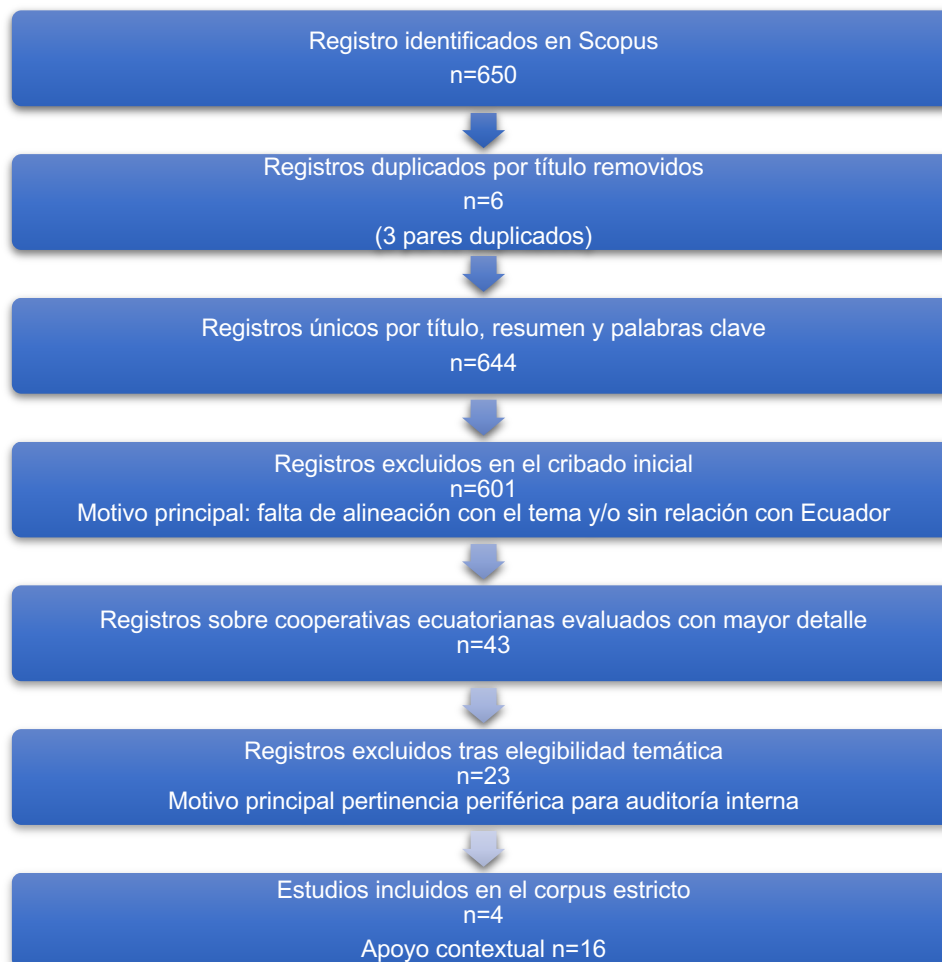 Registro identificados en Scopus
n=650
Registros duplicados por título removidos
n=6
(3 pares duplicados)
Registros únicos por título, resumen y palabras clave
n=644
Registros excluidos en el cribado inicial
n=601
Motivo principal: falta de alineación con el tema y/o sin relación con Ecuador
Registros sobre cooperativas ecuatorianas evaluados con mayor detalle
n=43
Registros excluidos tras elegibilidad temática
n=23
Motivo principal pertinencia periférica para auditoría interna
Estudios incluidos en el corpus estricto
n=4
Apoyo contextual n=16